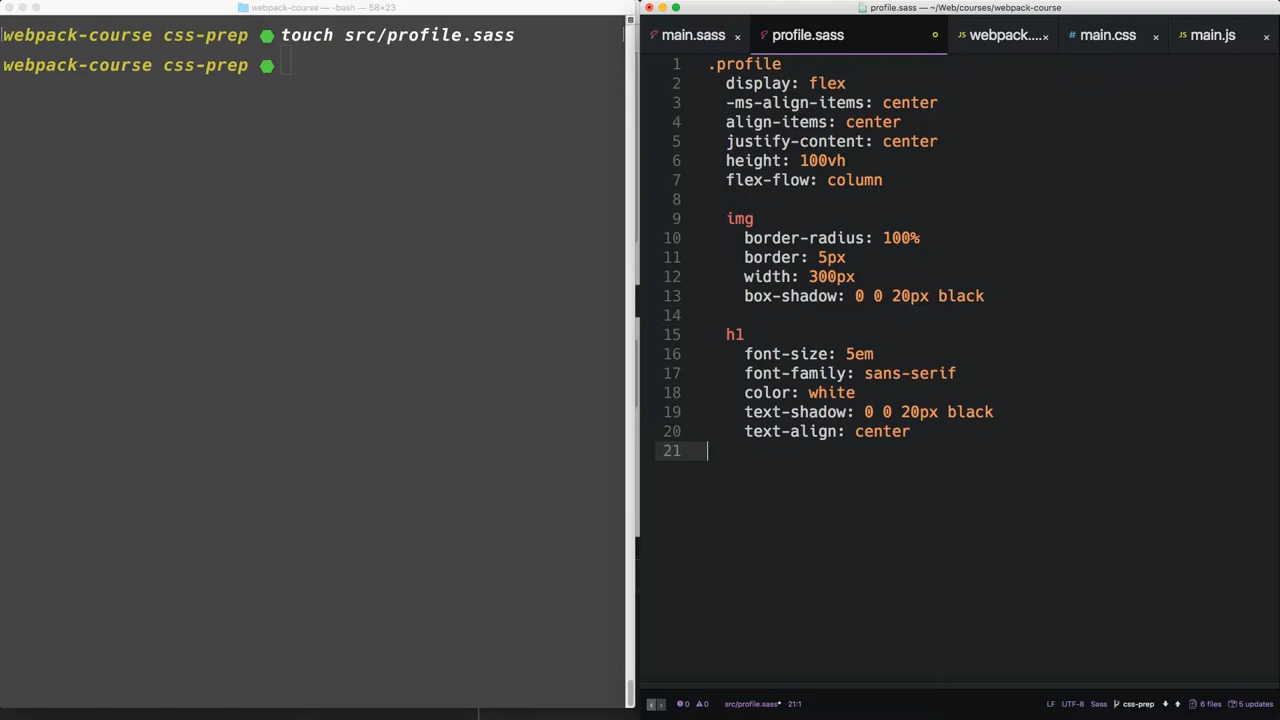 webpack-course — -bash — 58×23
webpack-course css-prep touch src/profile.sass
webpack-course css-prep
profile.sass — ~/Web/courses/webpack-course
main.sass × profile.sass webpack.... × main.css × main.js ×
1 .profile
2 display: flex
3 -ms-align-items: center
4 align-items: center
5 justify-content: center
6 height: 100vh
7 flex-flow: column
8
9 img
10 border-radius: 100%
11 border: 5px
12 width: 300px
13 box-shadow: 0 0 20px black
14
15 h1
16 font-size: 5em
17 font-family: sans-serif
18 color: white
19 text-shadow: 0 0 20px black
20 text-align: center
21
0 0 src/profile.sass* 21:1 LF UTF-8 Sass css-prep 6 files 5 updates